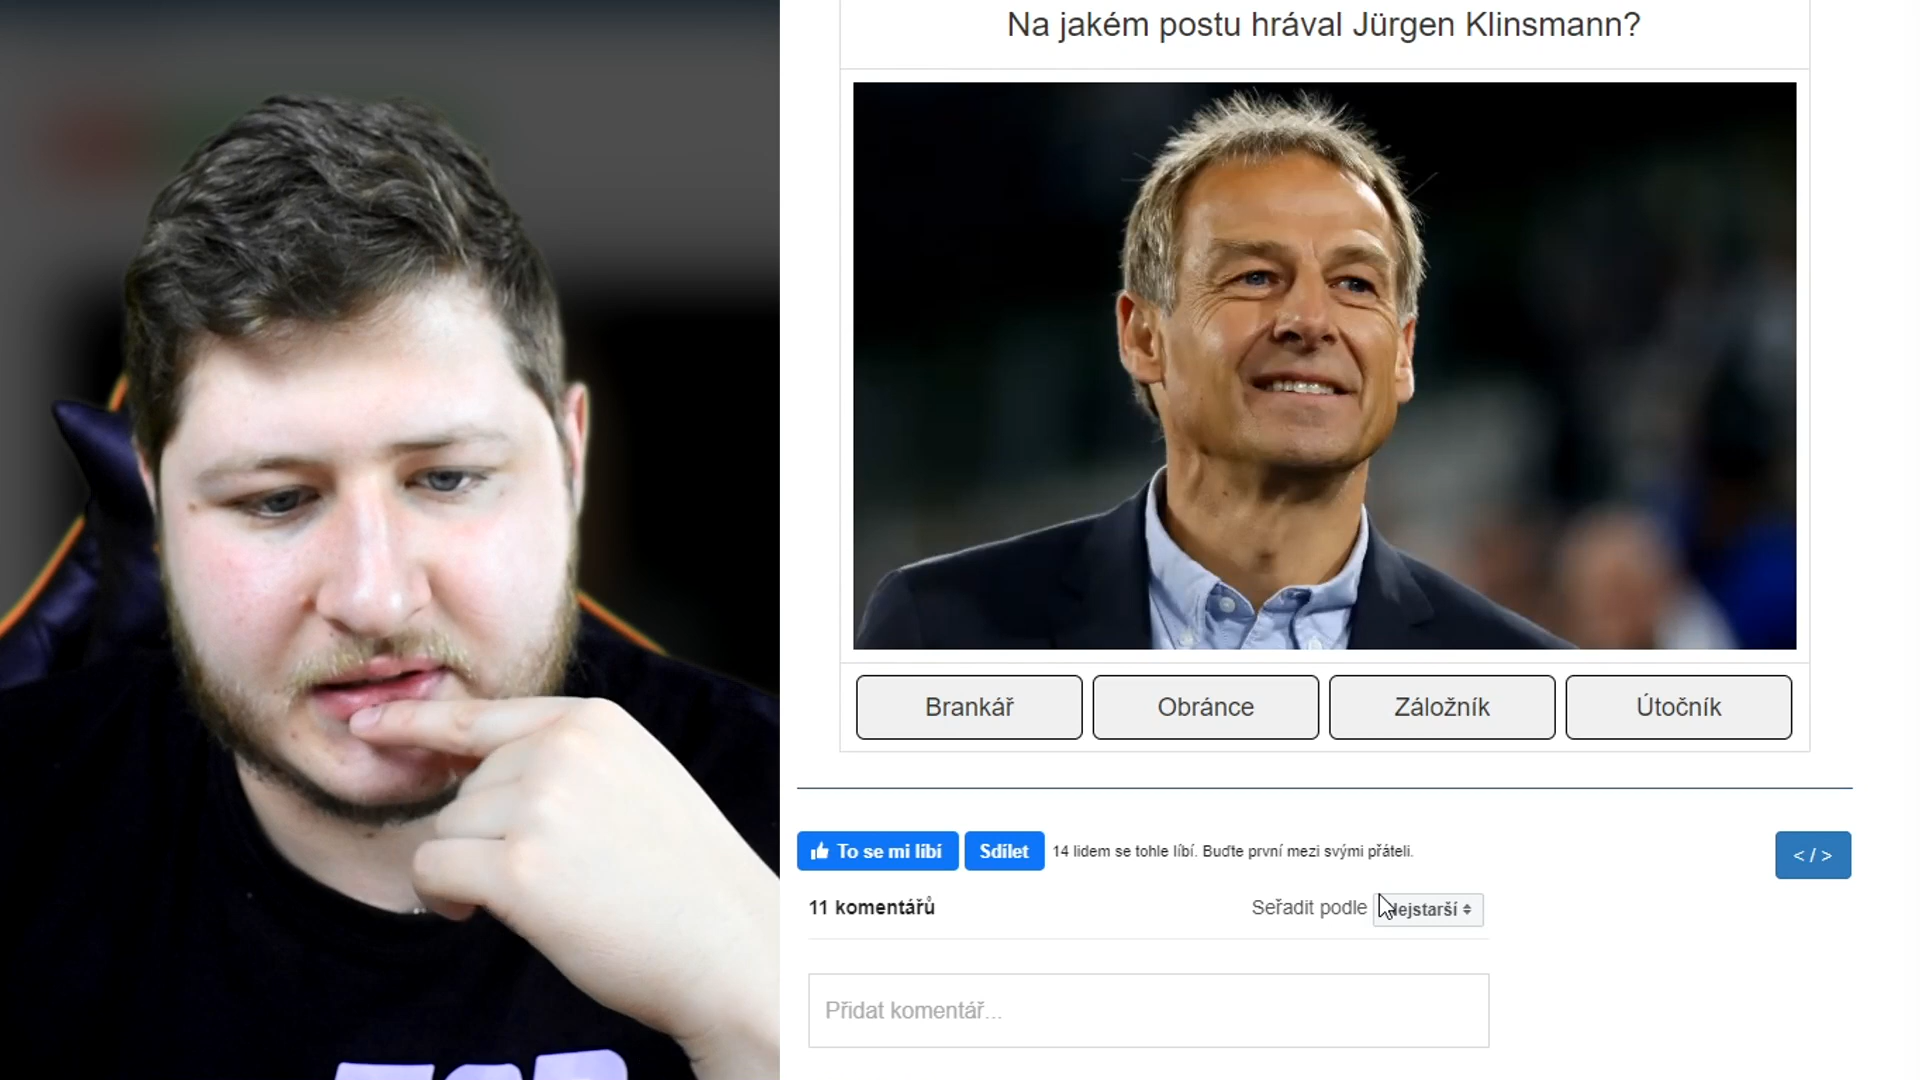 Na jakém postu hrával Jürgen Klinsmann?
Brankář
Obránce
Záložník
Útočník
To se mi líbí
Sdílet
14 lidem se tohle líbí. Buďte první mezi svými přáteli.
</>
11 komentářů
Seřadit podle
Nejstarší
Přidat komentář...